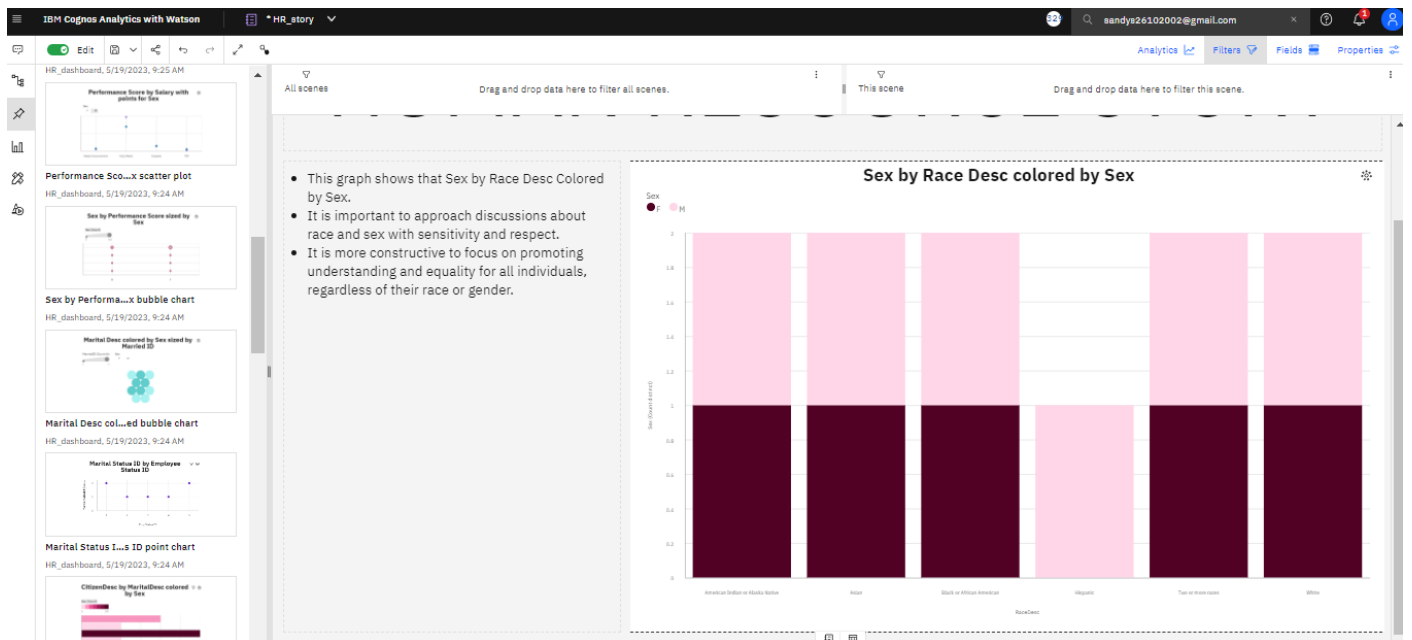 IBM Cognos Analytics with Watson
* HR_story
sandys26102002@gmail.com
1
Edit
Analytics
Filters
Fields
Properties
HR_dashboard, 5/19/2023, 9:25 AM
All scenes
Drag and drop data here to filter all scenes.
This scene
Drag and drop data here to filter this scene.
Performance Score by Salary with
points for Sex
Performance Sco...x scatter plot
HR_dashboard, 5/19/2023, 9:24 AM
Sex by Performance Score sized by
Sex
Sex by Performa...x bubble chart
HR_dashboard, 5/19/2023, 9:24 AM
Marital Desc colored by Sex sized by
Married ID
Marital Desc col...ed bubble chart
HR_dashboard, 5/19/2023, 9:24 AM
Marital Status ID by Employee
Status ID
Marital Status I...s ID point chart
HR_dashboard, 5/19/2023, 9:24 AM
CitizenDesc by MaritalDesc colored
by Sex
• This graph shows that Sex by Race Desc Colored
by Sex.
• It is important to approach discussions about
race and sex with sensitivity and respect.
• It is more constructive to focus on promoting
understanding and equality for all individuals,
regardless of their race or gender.
Sex by Race Desc colored by Sex
Sex
F M
2
1.8
1.6
1.4
1.2
1
0.8
0.6
0.4
0.2
0
Sex (Count distinct)
American Indian or Alaska Native
Asian
Black or African American
Hispanic
Two or more races
White
RaceDesc